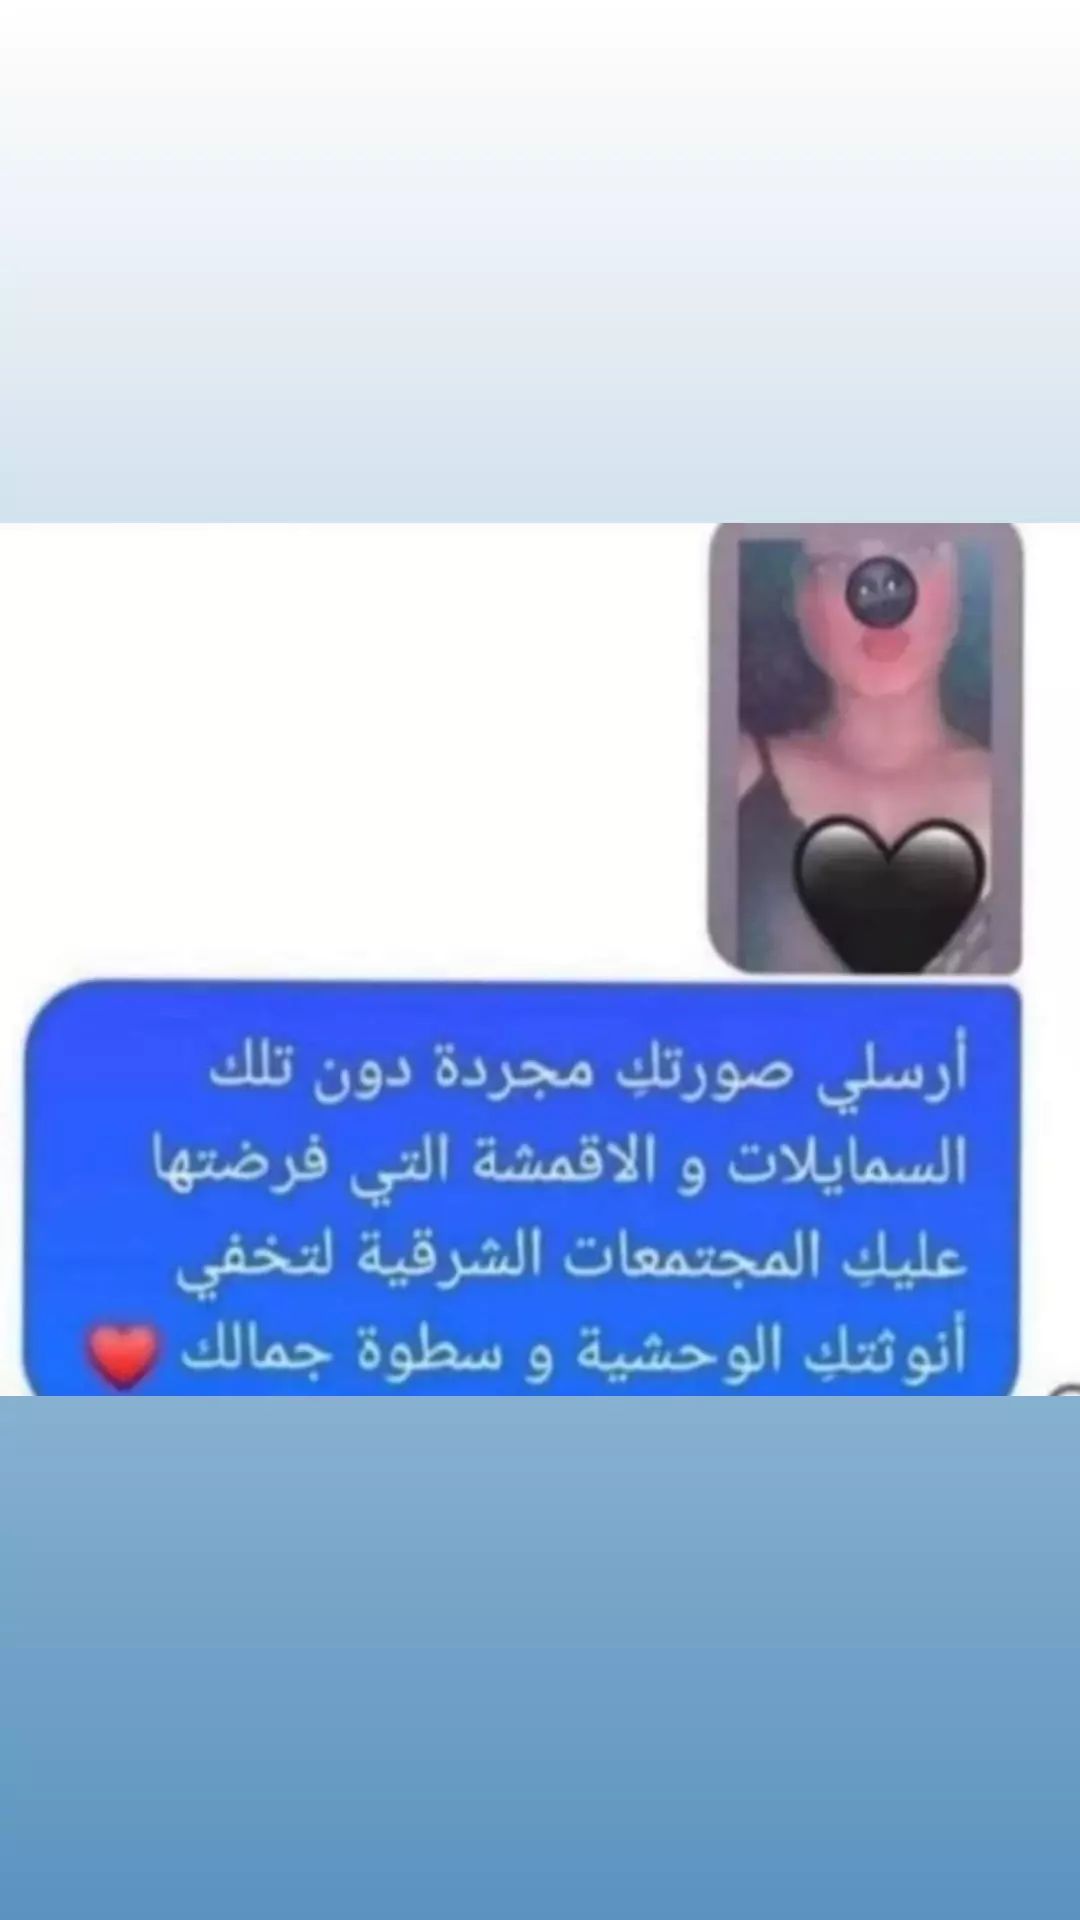 أرسلي صورتكِ مجردة دون تلك
السمايلات و الاقمشة التي فرضتها
عليكِ المجتمعات الشرقية لتخفي
أنوثتكِ الوحشية و سطوة جمالك ❤️